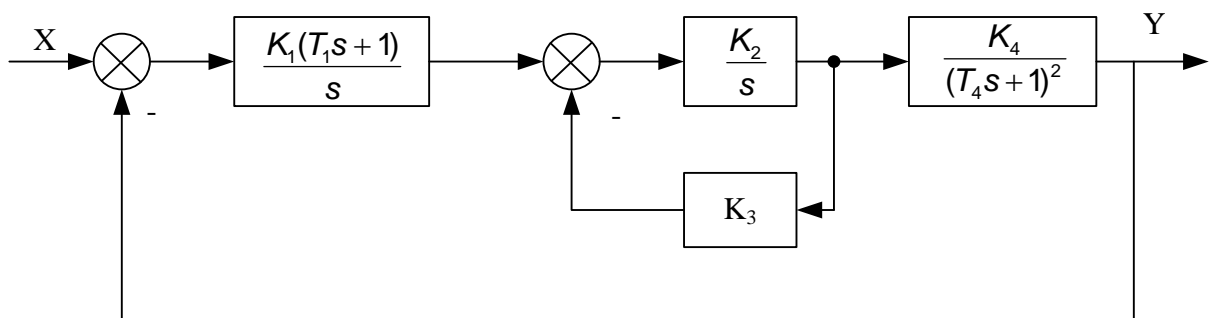 X
K₁(T₁s + 1)
s
K₂
s
K₄
(T₄s + 1)²
Y
-
-
K₃